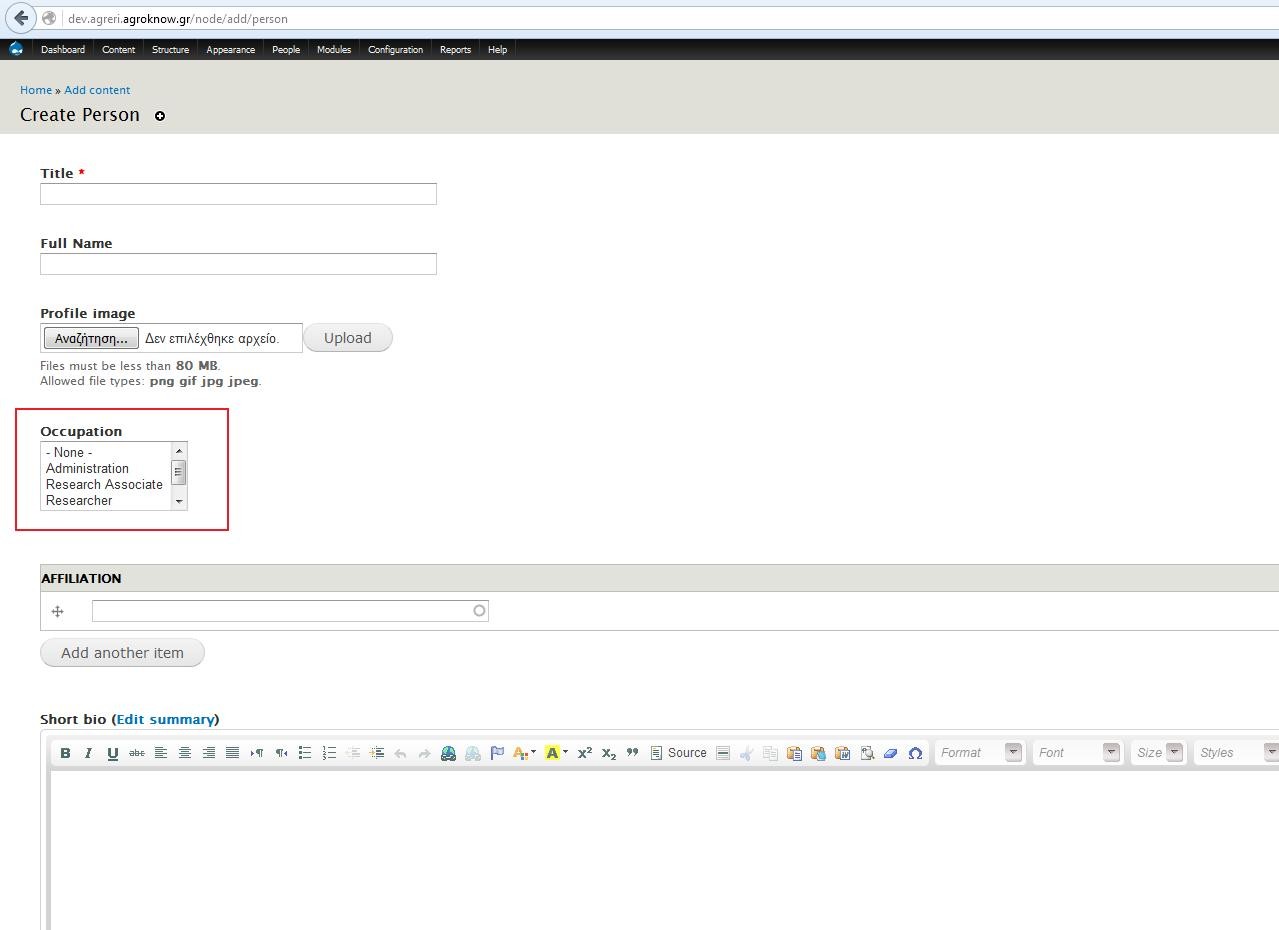 dev.agreri.agroknow.gr/node/add/person
Dashboard Content Structure Appearance People Modules Configuration Reports Help
Home » Add content
Create Person
Title *
Full Name
Profile image
Αναζήτηση... Δεν επιλέχθηκε αρχείο. Upload
Files must be less than 80 MB.
Allowed file types: png gif jpg jpeg.
Occupation
- None -
Administration
Research Associate
Researcher
AFFILIATION
Add another item
Short bio (Edit summary)
B I U abc x² x₂ Source Ω Format Font Size Styles